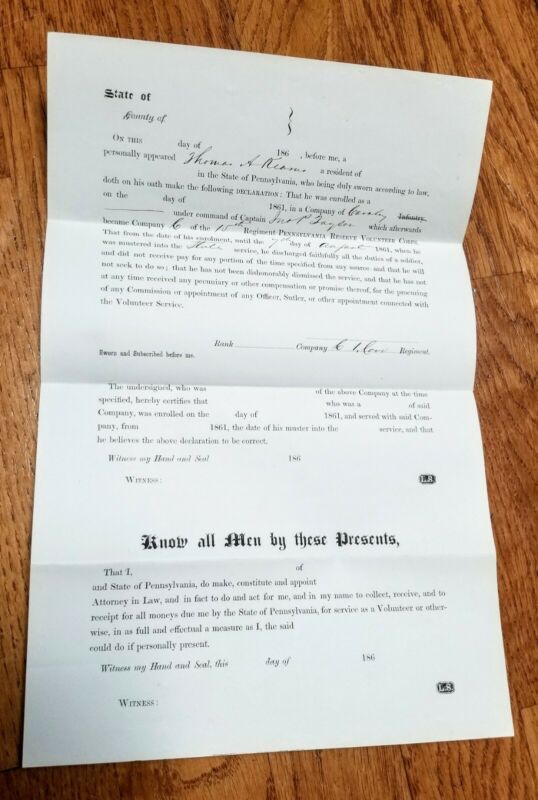 State of
County of }
ON THIS day of 186 , before me, a
personally appeared Thomas A a resident of
in the State of Pennsylvania, who being duly sworn according to law,
doth on his oath make the following DECLARATION: That he was enrolled as a
on the day of 1861, in a Company of Cavalry Infantry
under command of Captain Jno P Taylor which afterwards
became Company C of the 15th Regiment PENNSYLVANIA RESERVE VOLUNTEER CORPS.
That from the date of his enrolment, until the 7th day of August 1861, when he
was mustered into the State service, he discharged faithfully all the duties of a soldier,
and did not receive pay for any portion of the time specified from any source and that he will
not seek to do so; that he has not been dishonorably dismissed the service, and that he has not
at any time received any pecuniary or other compensation or promise thereof, for the procuring
of any Commission or appointment of any Officer, Sutler, or other appointment connected with
the Volunteer Service.
Rank Company C 1. Cav Regiment.
Sworn and Subscribed before me.
The undersigned, who was of the above Company at the time
specified, hereby certifies that who was a of said
Company, was enrolled on the day of 1861, and served with said Com-
pany, from 1861, the date of his muster into the service, and that
he believes the above declaration to be correct.
Witness my Hand and Seal 186
WITNESS: L.S.
Know all Men by these Presents,
That I, of
and State of Pennsylvania, do make, constitute and appoint
Attorney in Law, and in fact to do and act for me, and in my name to collect, receive, and to
receipt for all moneys due me by the State of Pennsylvania, for service as a Volunteer or other-
wise, in as full and effectual a measure as I, the said
could do if personally present.
Witness my Hand and Seal, this day of 186
L.S.
WITNESS: